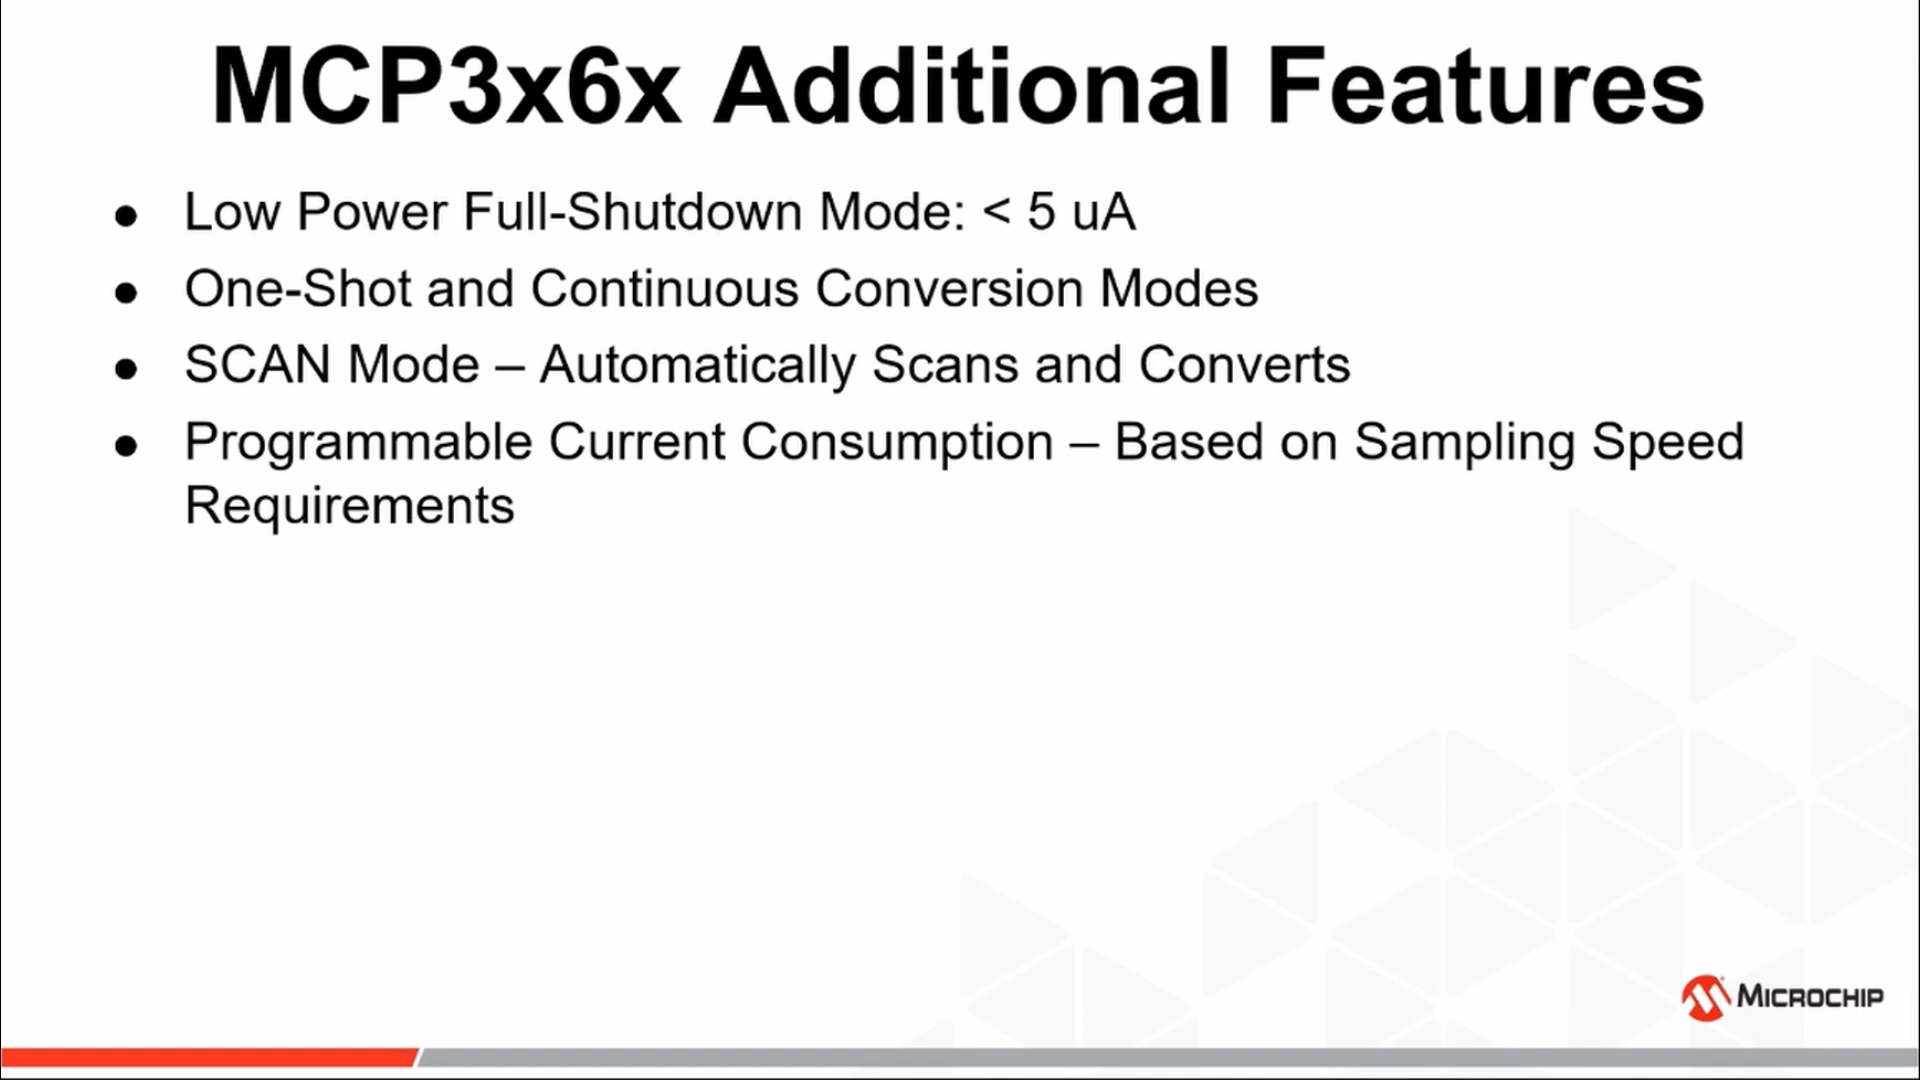 MCP3x6x Additional Features
● Low Power Full-Shutdown Mode: < 5 uA
● One-Shot and Continuous Conversion Modes
● SCAN Mode – Automatically Scans and Converts
● Programmable Current Consumption – Based on Sampling Speed
Requirements
MICROCHIP